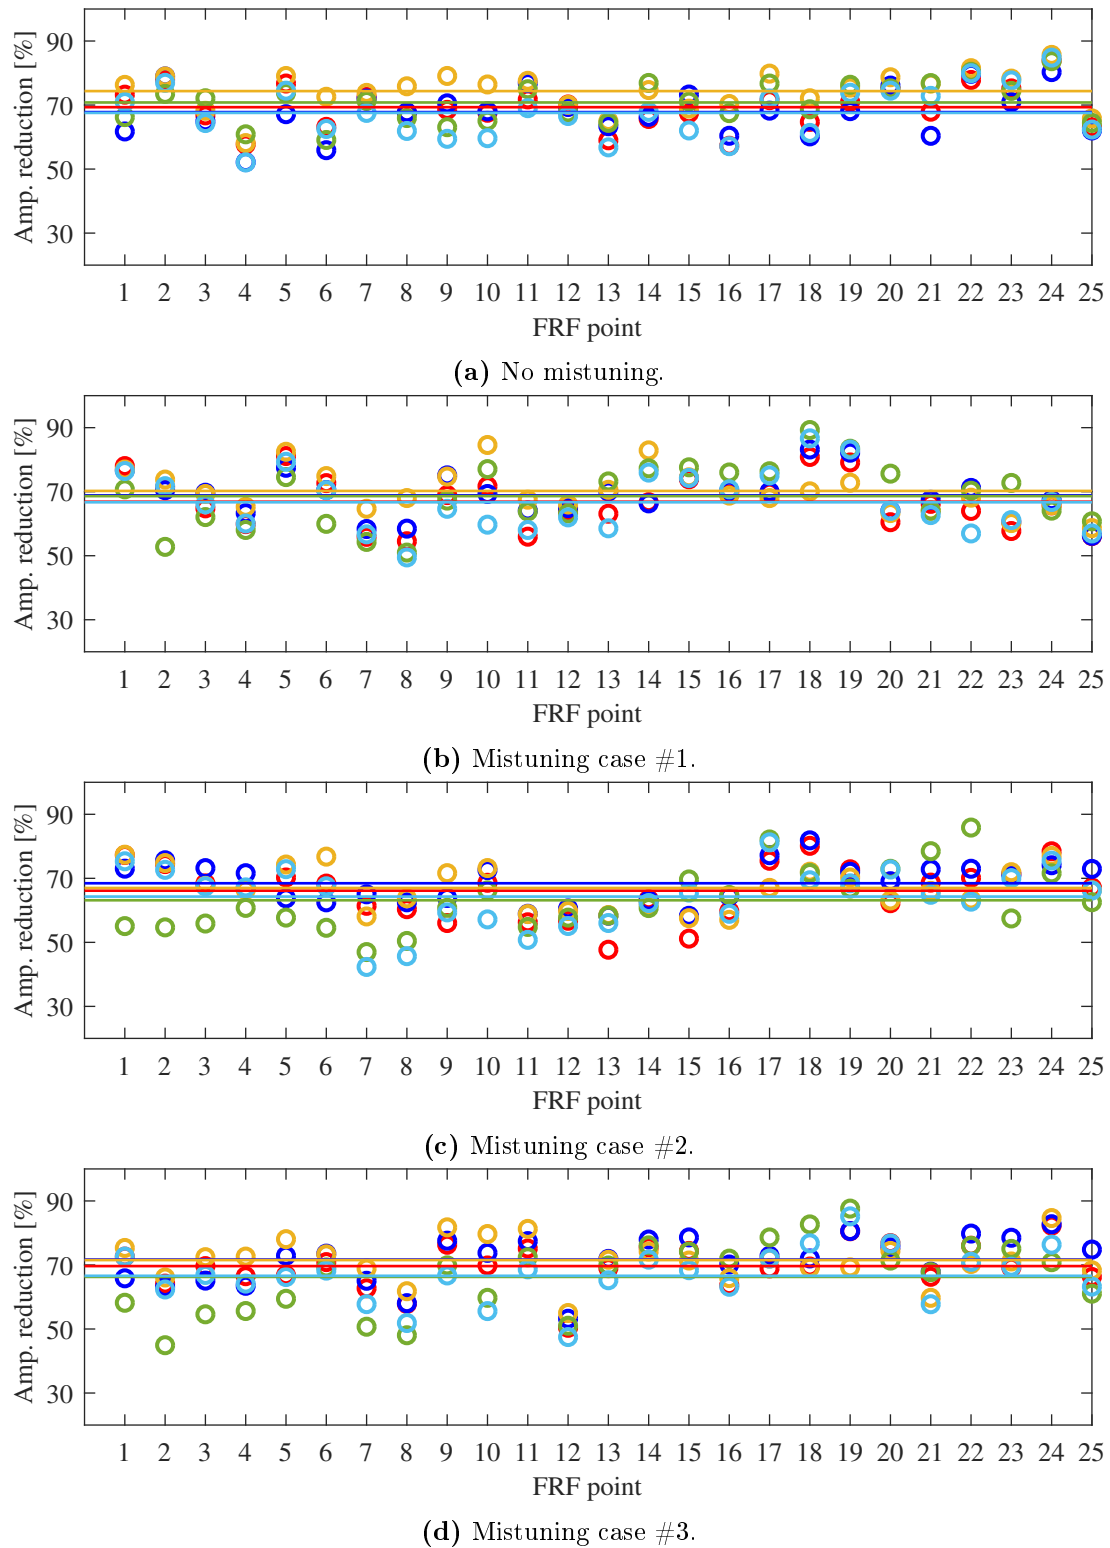 Amp. reduction [%]
90
70
50
30
1 2 3 4 5 6 7 8 9 10 11 12 13 14 15 16 17 18 19 20 21 22 23 24 25
FRF point
(a) No mistuning.
Amp. reduction [%]
90
70
50
30
1 2 3 4 5 6 7 8 9 10 11 12 13 14 15 16 17 18 19 20 21 22 23 24 25
FRF point
(b) Mistuning case #1.
Amp. reduction [%]
90
70
50
30
1 2 3 4 5 6 7 8 9 10 11 12 13 14 15 16 17 18 19 20 21 22 23 24 25
FRF point
(c) Mistuning case #2.
Amp. reduction [%]
90
70
50
30
1 2 3 4 5 6 7 8 9 10 11 12 13 14 15 16 17 18 19 20 21 22 23 24 25
FRF point
(d) Mistuning case #3.